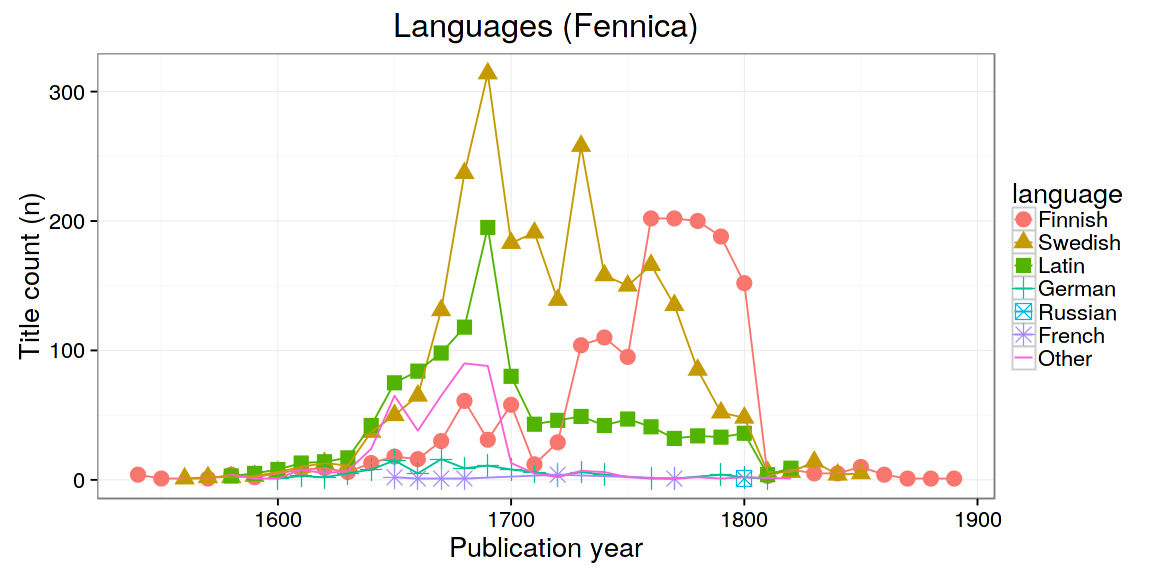 Languages (Fennica)
300
200
100
0
Title count (n)
1600 1700 1800 1900
Publication year
language
Finnish
Swedish
Latin
German
Russian
French
Other